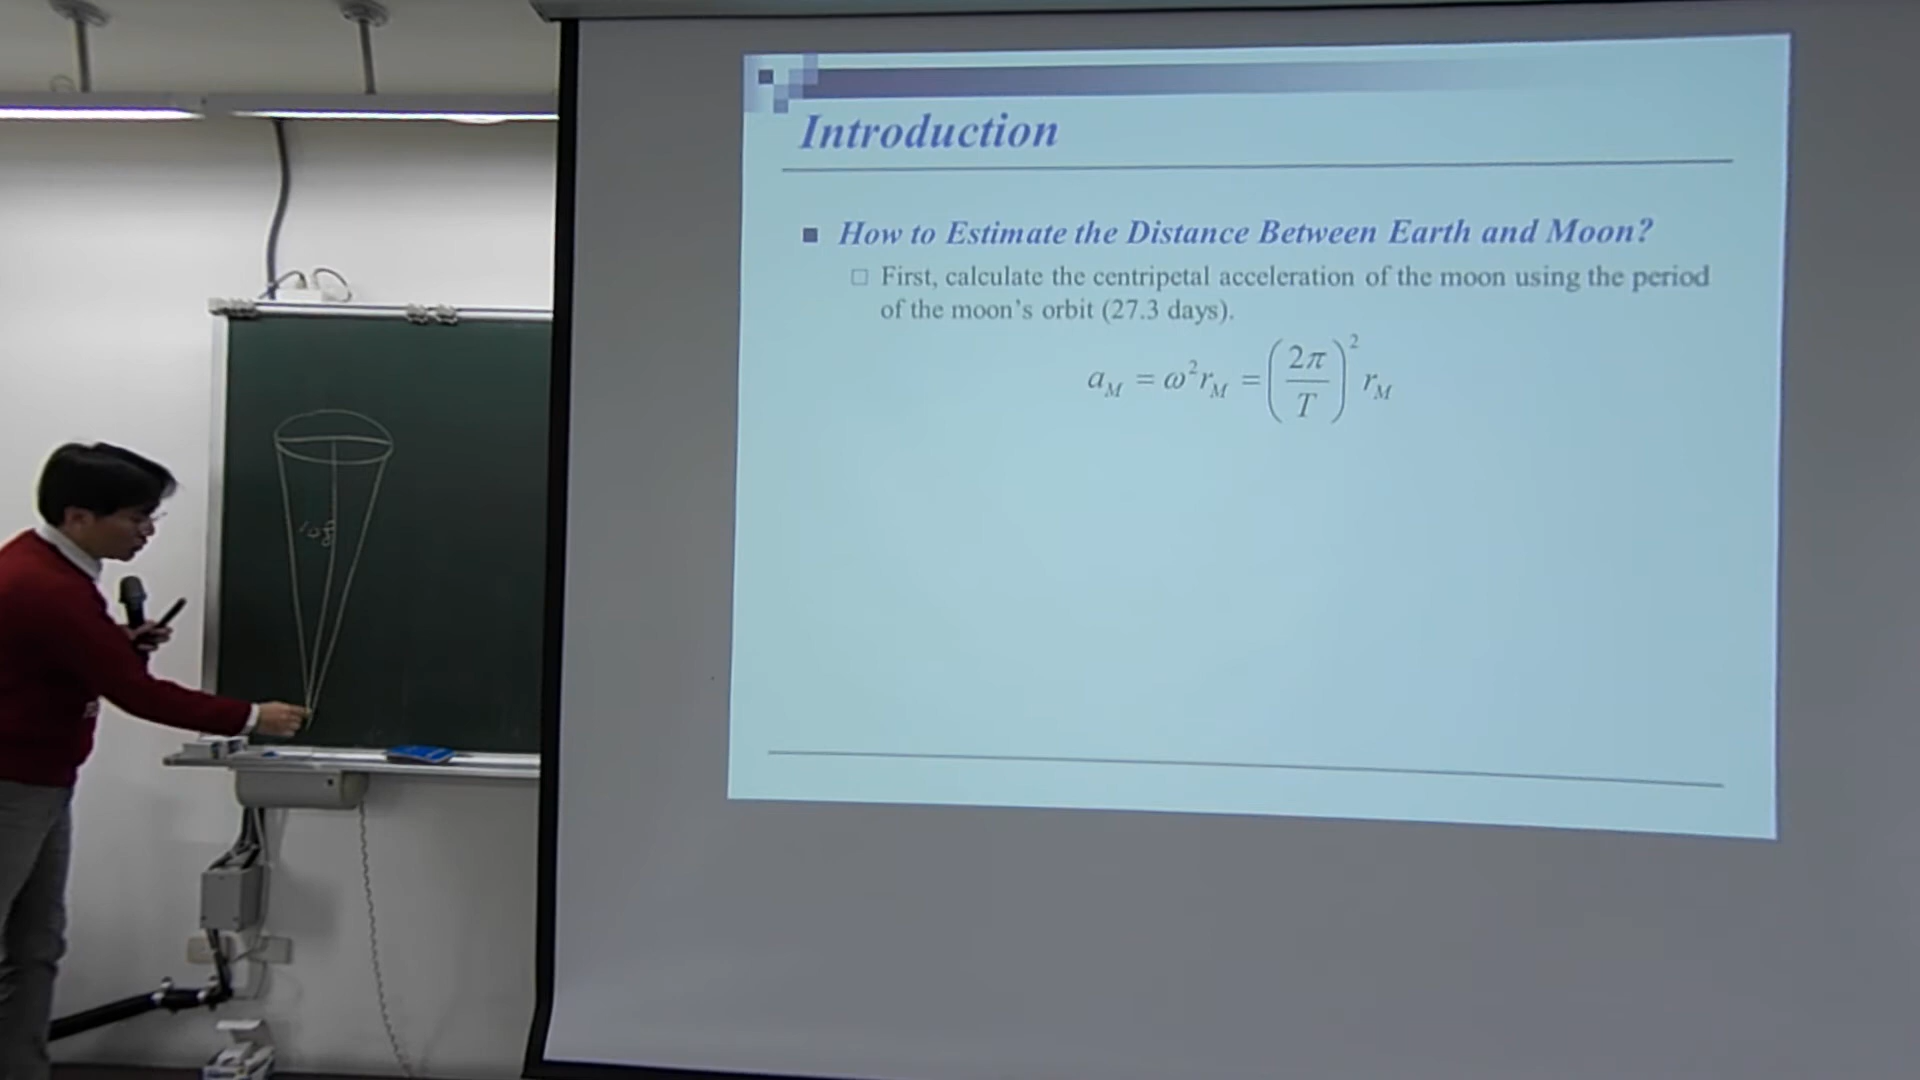 Introduction
How to Estimate the Distance Between Earth and Moon?
First, calculate the centripetal acceleration of the moon using the period
of the moon's orbit (27.3 days).
a_M = ω²r_M = (2π/T)² r_M
108